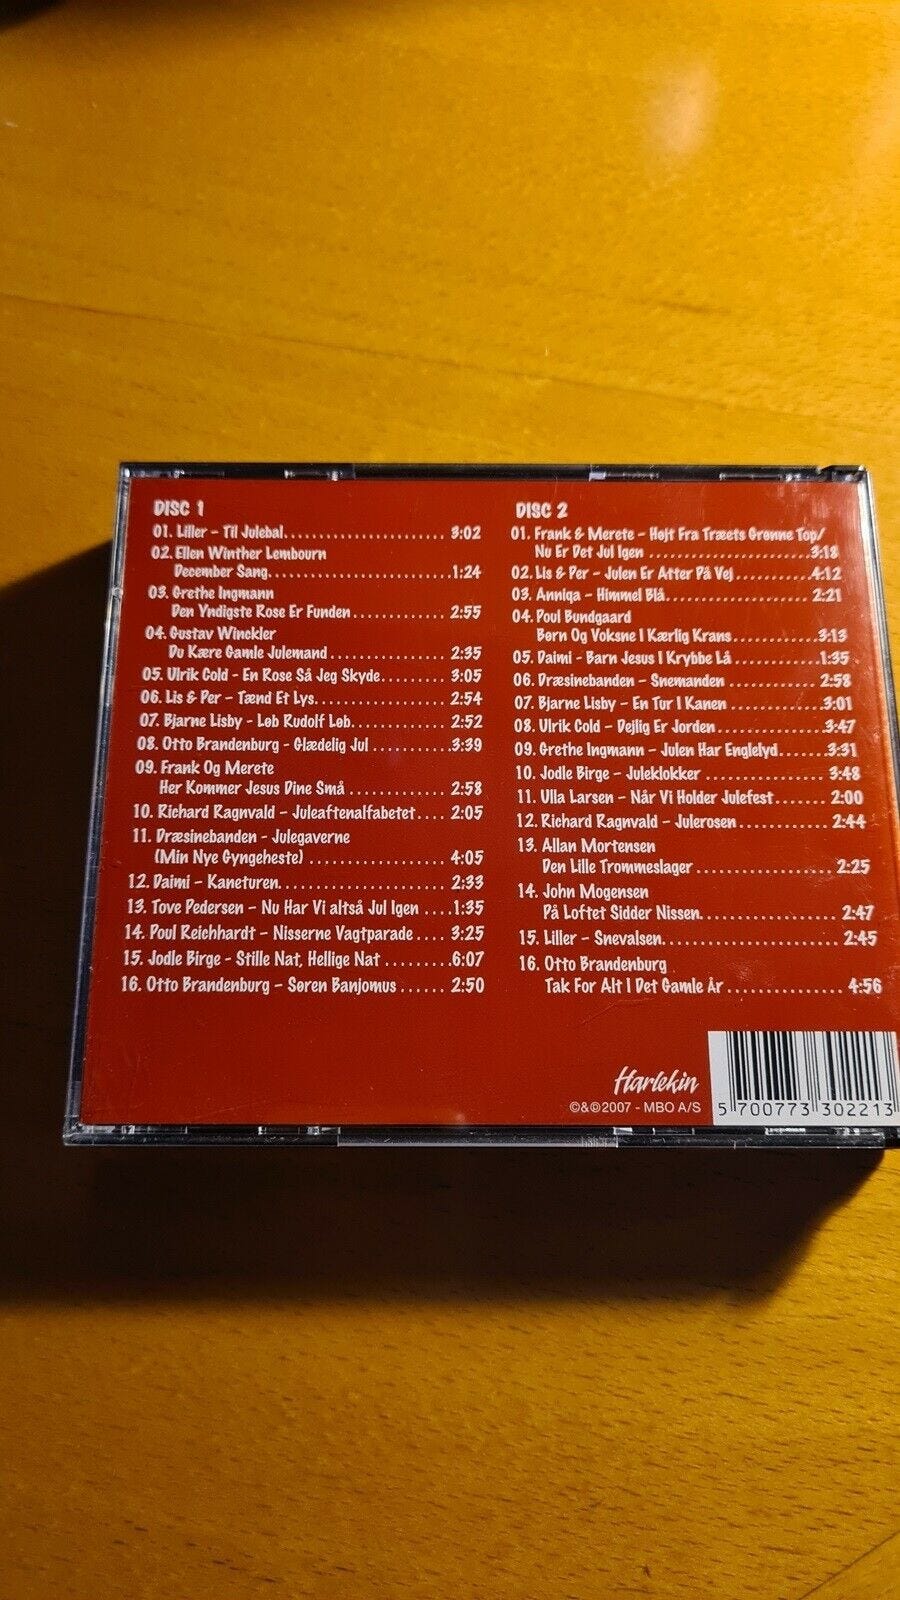 DISC 1
01. Liller – Til Julebal........................ 3:02
02. Ellen Winther Lembourn
December Sang...........................1:24
03. Grethe Ingmann
Den Yndigste Rose Er Funden............. 2:55
04. Gustav Winckler
Du Kære Gamle Julemand ................ 2:35
05. Ulrik Cold - En Rose Så Jeg Skyde......... 3:05
06. Lis & Per – Tænd Et Lys................... 2:54
07. Bjarne Lisby - Løb Rudolf Løb.............. 2:52
08. Otto Brandenburg - Glædelig Jul ........... 3:39
09. Frank Og Merete
Her Kommer Jesus Dine Små ............. 2:58
10. Richard Ragnvald – Juleaftenalfabetet.... 2:05
11. Dræsinebanden - Julegaverne
(Min Nye Gyngeheste) .................... 4:05
12. Daimi – Kaneturen........................ 2:33
13. Tove Pedersen – Nu Har Vi altså Jul Igen ....1:35
14. Poul Reichhardt - Nisserne Vagtparade .... 3:25
15. Jodle Birge - Stille Nat, Hellige Nat .........6:07
16. Otto Brandenburg – Søren Banjomus ...... 2:50
DISC 2
01. Frank & Merete – Højt Fra Træets Grønne Top/
Nu Er Det Jul Igen .......................3:18
02. Lis & Per – Julen Er Atter På Vej ..........4:12
03. Anniqa – Himmel Blå..................... 2:21
04. Poul Bundgaard
Børn Og Voksne I Kærlig Krans............3:13
05. Daimi – Barn Jesus I Krybbe Lå ............1:35
06. Dræsinebanden – Snemanden ............ 2:58
07. Bjarne Lisby – En Tur I Kanen ............. 3:01
08. Ulrik Cold – Dejlig Er Jorden ...............3:47
09. Grethe Ingmann – Julen Har Englelyd.......3:31
10. Jodle Birge – Juleklokker ................. 3:48
11. Ulla Larsen – Når Vi Holder Julefest....... 2:00
12. Richard Ragnvald – Julerosen............. 2:44
13. Allan Mortensen
Den Lille Trommeslager ................... 2:25
14. John Mogensen
På Loftet Sidder Nissen.................... 2:47
15. Liller – Snevalsen......................... 2:45
16. Otto Brandenburg
Tak For Alt I Det Gamle År ................ 4:56
Harlekin
©&℗2007 - MBO A/S
5 700773 302213